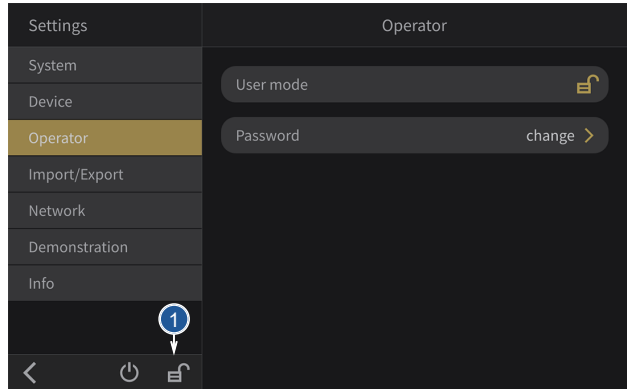 Settings
Operator
System
Device
Operator
Import/Export
Network
Demonstration
Info
User mode
Password change
1